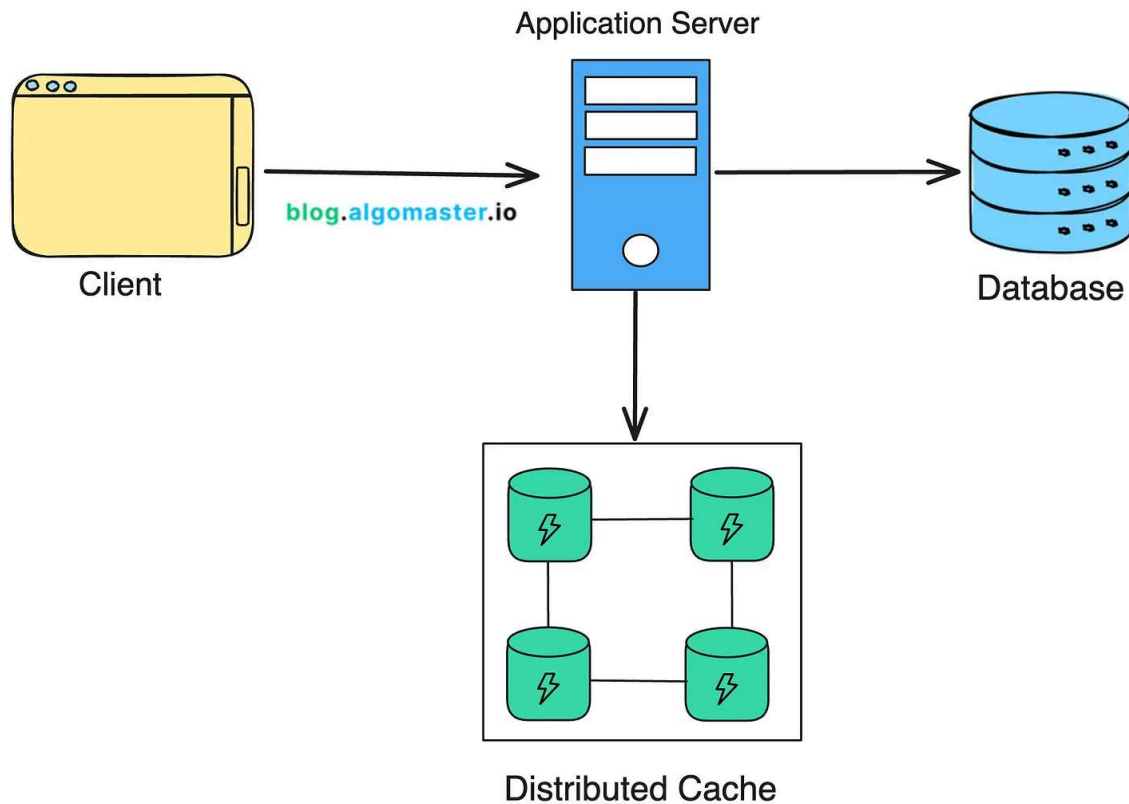 Application Server
blog.algomaster.io
Client
Database
Distributed Cache